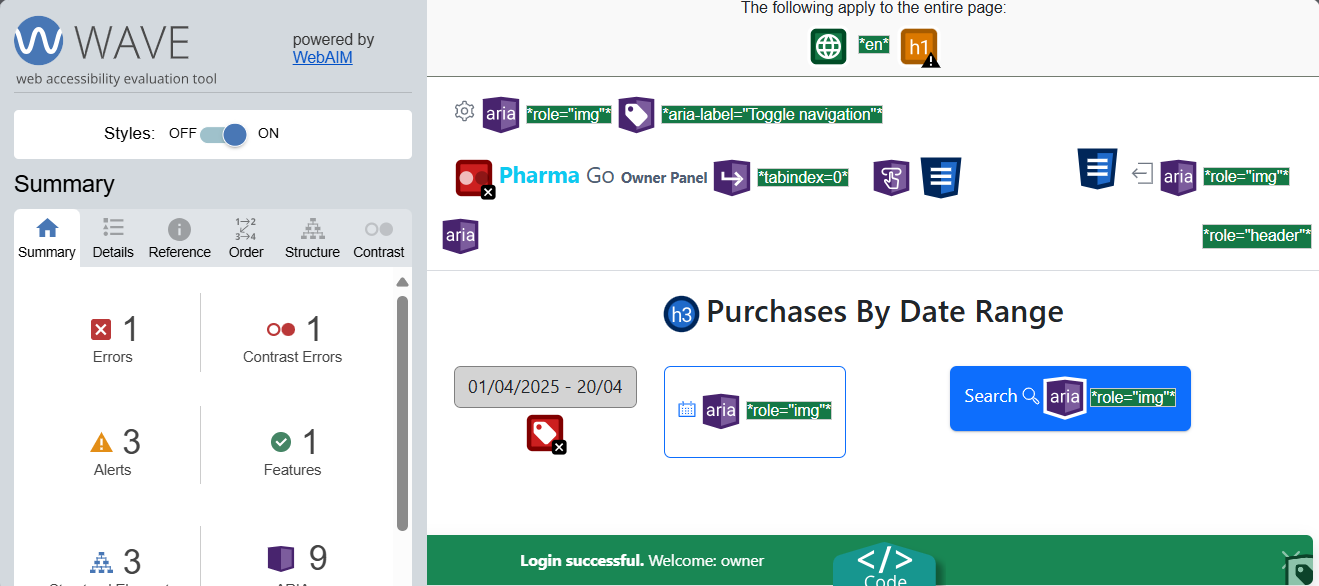 WAVE
web accessibility evaluation tool
powered by
WebAIM
Styles: OFF ON
Summary
Summary Details Reference Order Structure Contrast
1 1
Errors Contrast Errors
3 1
Alerts Features
3 9
The following apply to the entire page:
*en* h1
aria *role="img"* *aria-label="Toggle navigation"*
Pharma Go Owner Panel *tabindex=0* aria *role="img"*
aria *role="header"*
h3 Purchases By Date Range
01/04/2025 - 20/04 aria *role="img"* Search aria *role="img"*
Login successful. Welcome: owner </>
Code